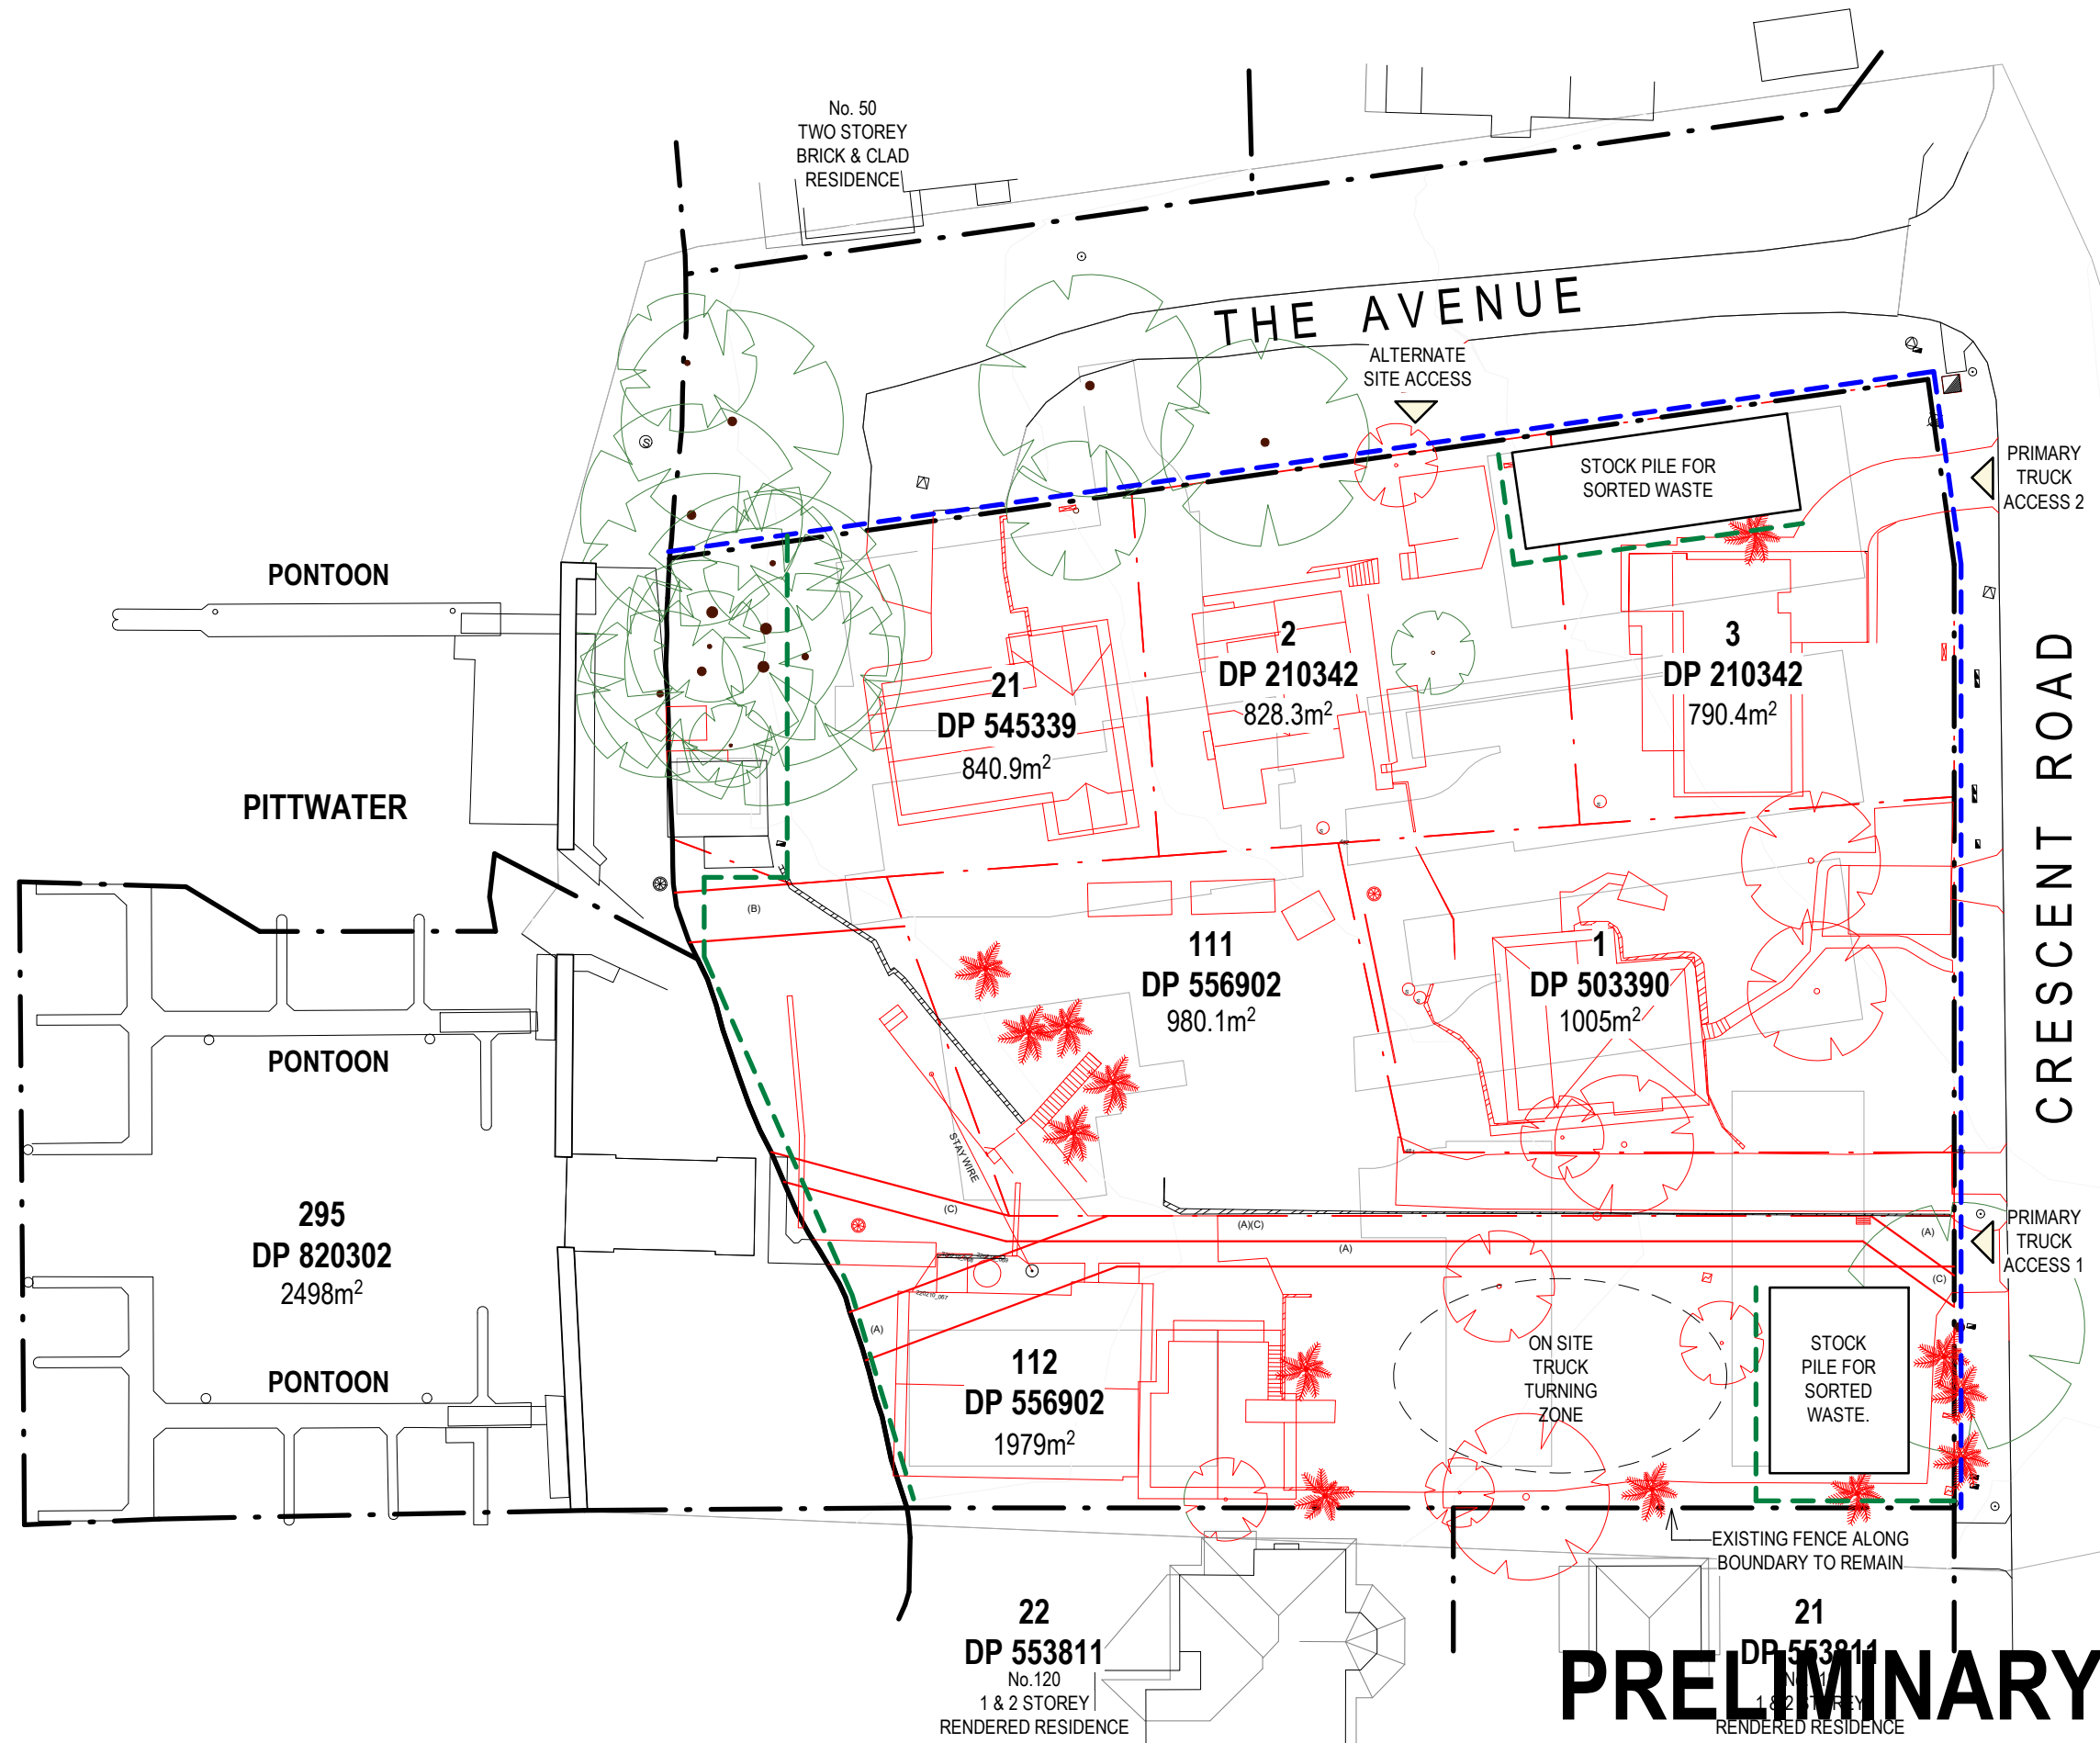 No. 50
TWO STOREY
BRICK & CLAD
RESIDENCE
THE AVENUE
ALTERNATE
SITE ACCESS
STOCK PILE FOR
SORTED WASTE
PRIMARY
TRUCK
ACCESS 2
PONTOON
21
DP 545339
840.9m²
2
DP 210342
828.3m²
3
DP 210342
790.4m²
CRESCENT ROAD
PITTWATER
(B)
111
DP 556902
980.1m²
1
DP 503390
1005m²
PONTOON
STAY WIRE
295
DP 820302
2498m²
(C)
(A)(C)
(A)
(A)
(C)
PRIMARY
TRUCK
ACCESS 1
(A)
112
DP 556902
1979m²
ON SITE
TRUCK
TURNING
ZONE
STOCK
PILE FOR
SORTED
WASTE.
PONTOON
EXISTING FENCE ALONG
BOUNDARY TO REMAIN
22
DP 553811
No.120
1 & 2 STOREY
RENDERED RESIDENCE
21
DP 553811
1 & 2 STOREY
RENDERED RESIDENCE
PRELIMINARY